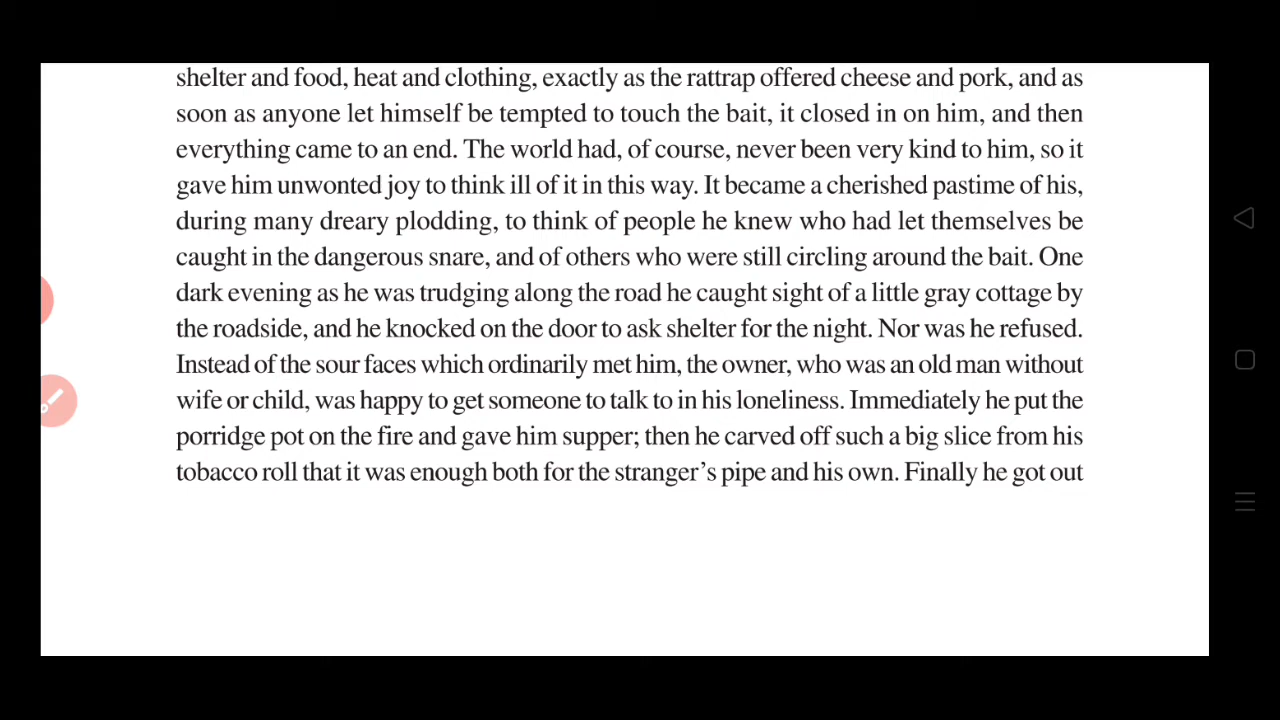 shelter and food, heat and clothing, exactly as the rattrap offered cheese and pork, and as
soon as anyone let himself be tempted to touch the bait, it closed in on him, and then
everything came to an end. The world had, of course, never been very kind to him, so it
gave him unwonted joy to think ill of it in this way. It became a cherished pastime of his,
during many dreary plodding, to think of people he knew who had let themselves be
caught in the dangerous snare, and of others who were still circling around the bait. One
dark evening as he was trudging along the road he caught sight of a little gray cottage by
the roadside, and he knocked on the door to ask shelter for the night. Nor was he refused.
Instead of the sour faces which ordinarily met him, the owner, who was an old man without
wife or child, was happy to get someone to talk to in his loneliness. Immediately he put the
porridge pot on the fire and gave him supper; then he carved off such a big slice from his
tobacco roll that it was enough both for the stranger’s pipe and his own. Finally he got out